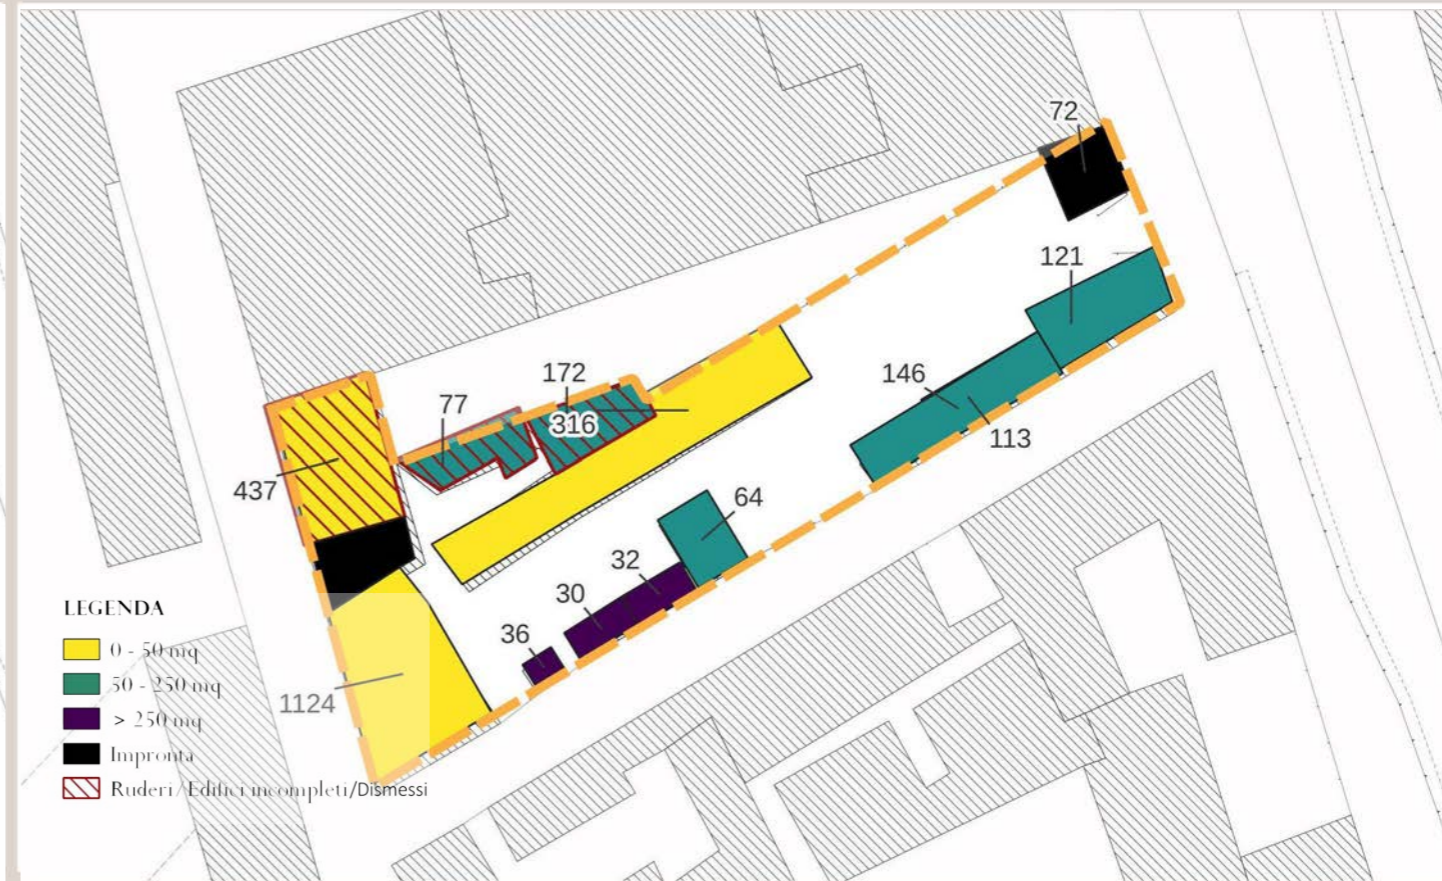 72
121
172
146
77
316
113
437
64
32
30
36
1124
LEGENDA
0 - 50 mq
50 - 250 mq
> 250 mq
Impronta
Ruderi/Edifici incompleti/Dismessi